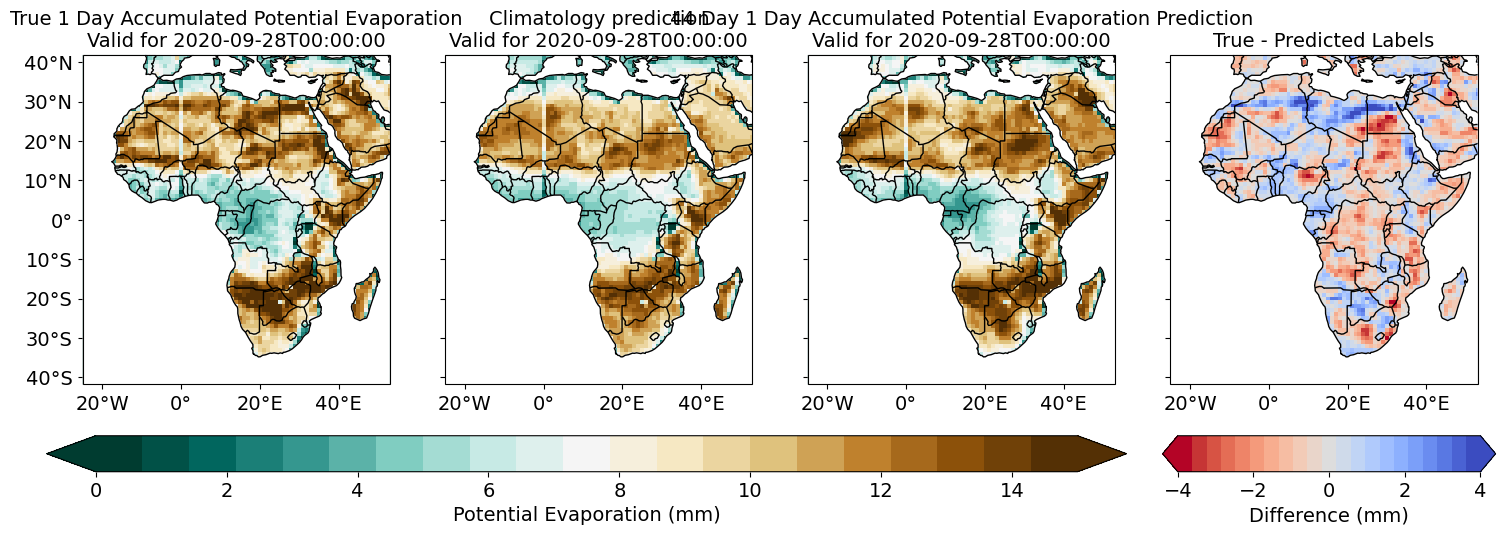 True 1 Day Accumulated Potential Evaporation
Valid for 2020-09-28T00:00:00
Climatology prediction
Valid for 2020-09-28T00:00:00
44 Day 1 Day Accumulated Potential Evaporation Prediction
Valid for 2020-09-28T00:00:00
True - Predicted Labels
40°N
30°N
20°N
10°N
0°
10°S
20°S
30°S
40°S
20°W 0° 20°E 40°E
20°W 0° 20°E 40°E
20°W 0° 20°E 40°E
20°W 0° 20°E 40°E
0 2 4 6 8 10 12 14
Potential Evaporation (mm)
−4 −2 0 2 4
Difference (mm)